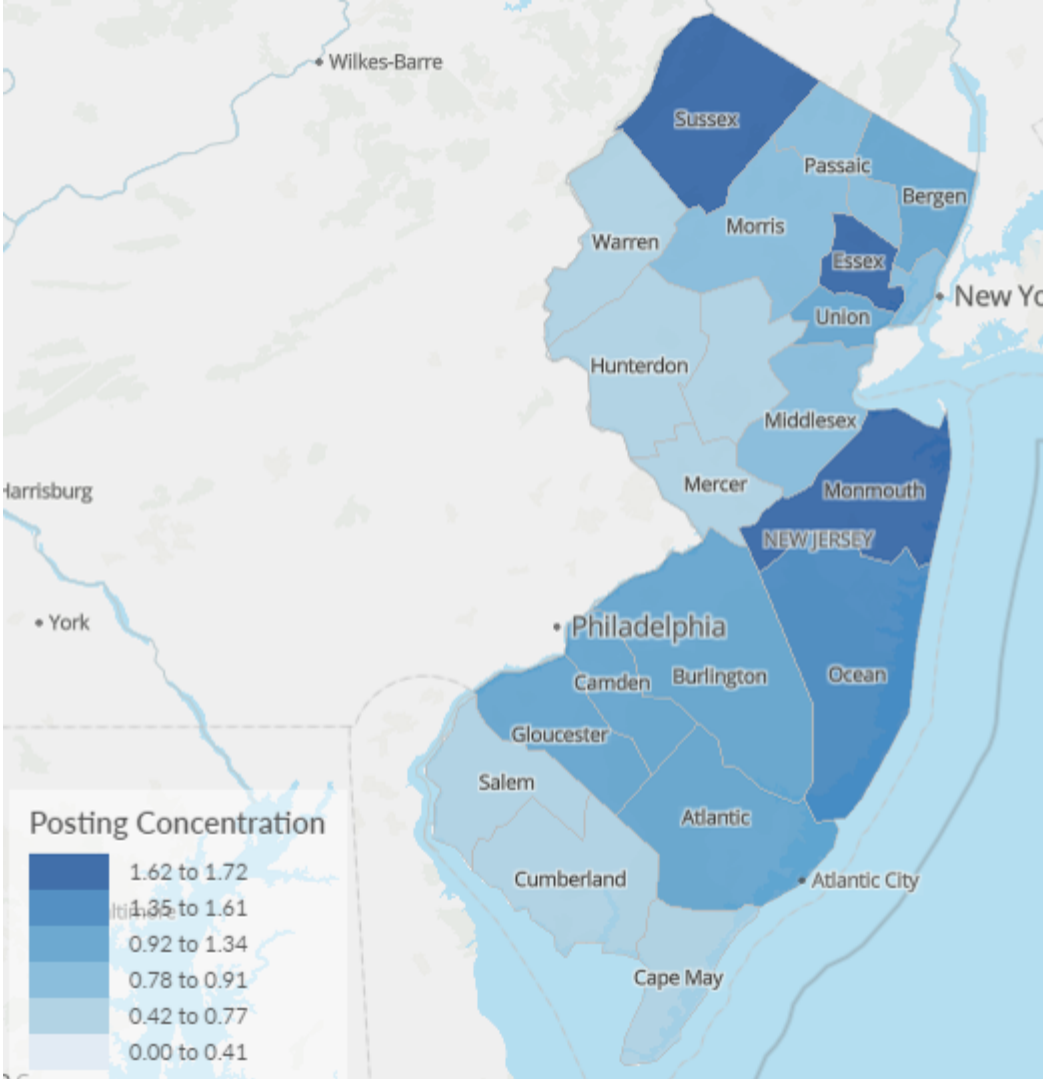 Wilkes-Barre
Sussex
Passaic
Bergen
Morris
Warren
Essex
New Yo
Union
Hunterdon
Middlesex
Mercer
Monmouth
Harrisburg
NEW JERSEY
York
Philadelphia
Burlington
Ocean
Camden
Gloucester
Salem
Atlantic
Cumberland
Atlantic City
Cape May
Posting Concentration
1.62 to 1.72
1.35 to 1.61
ltimore
0.92 to 1.34
0.78 to 0.91
0.42 to 0.77
0.00 to 0.41